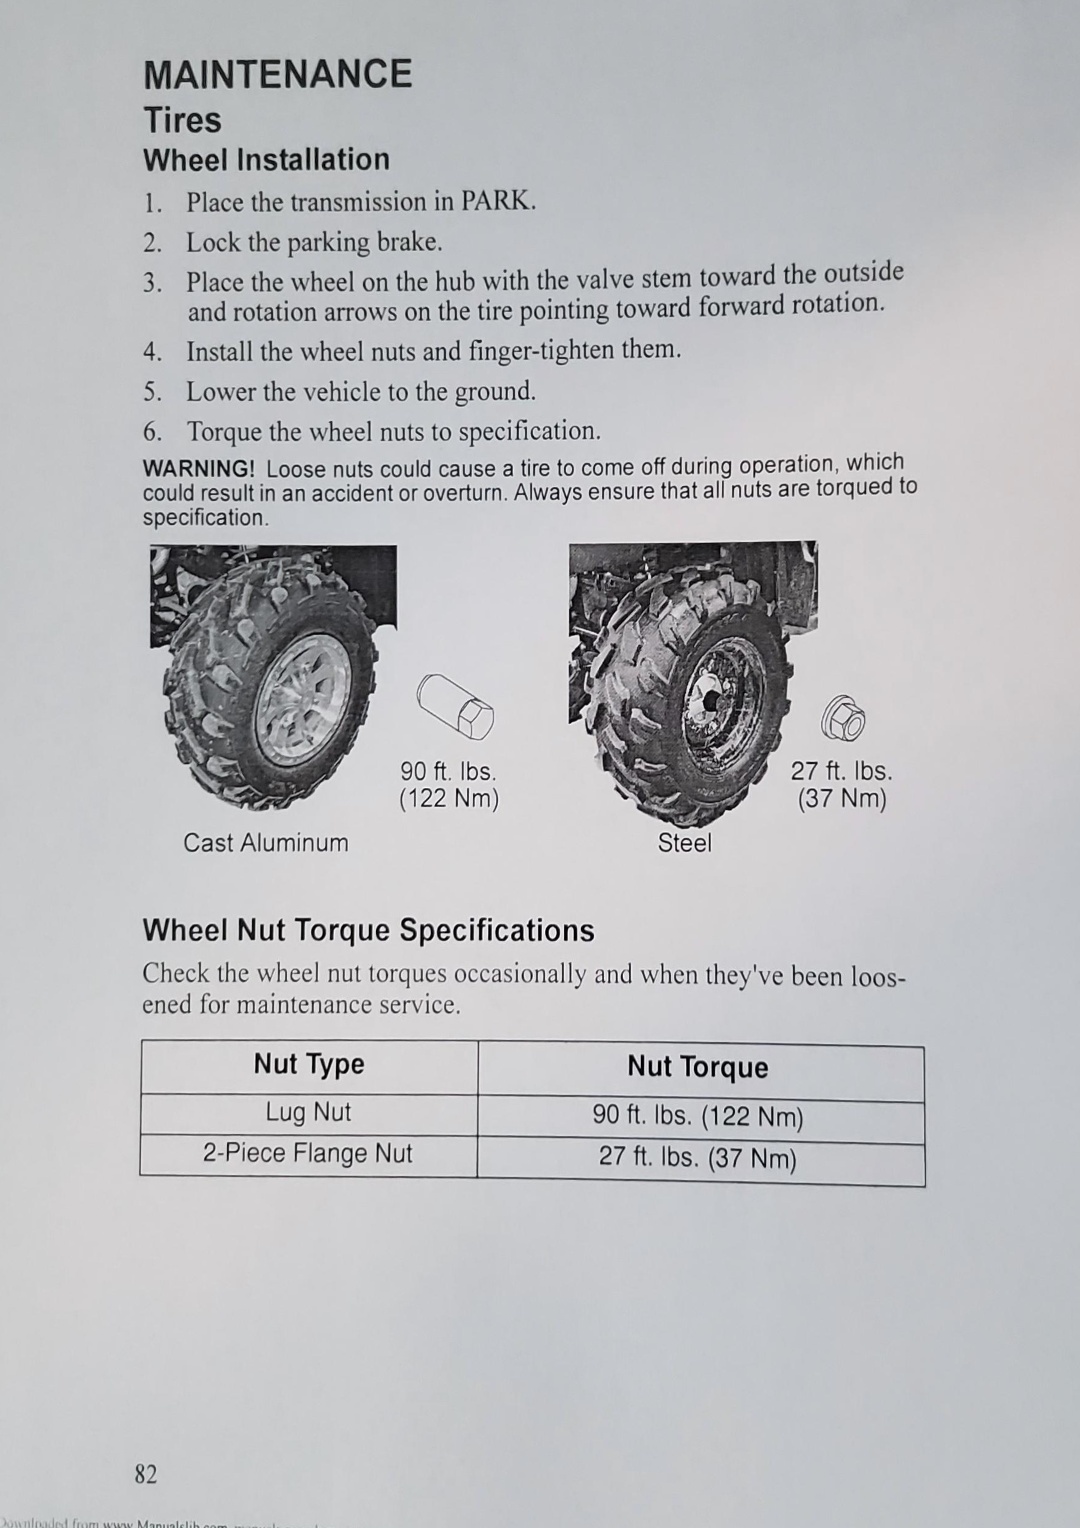 MAINTENANCE
Tires
Wheel Installation
1. Place the transmission in PARK.
2. Lock the parking brake.
3. Place the wheel on the hub with the valve stem toward the outside
and rotation arrows on the tire pointing toward forward rotation.
4. Install the wheel nuts and finger-tighten them.
5. Lower the vehicle to the ground.
6. Torque the wheel nuts to specification.
WARNING! Loose nuts could cause a tire to come off during operation, which
could result in an accident or overturn. Always ensure that all nuts are torqued to
specification.
90 ft. lbs.
(122 Nm)
Cast Aluminum
27 ft. lbs.
(37 Nm)
Steel
Wheel Nut Torque Specifications
Check the wheel nut torques occasionally and when they've been loos-
ened for maintenance service.
Nut Type Nut Torque
Lug Nut 90 ft. lbs. (122 Nm)
2-Piece Flange Nut 27 ft. lbs. (37 Nm)
82
Downloaded from www.Manualslib.com